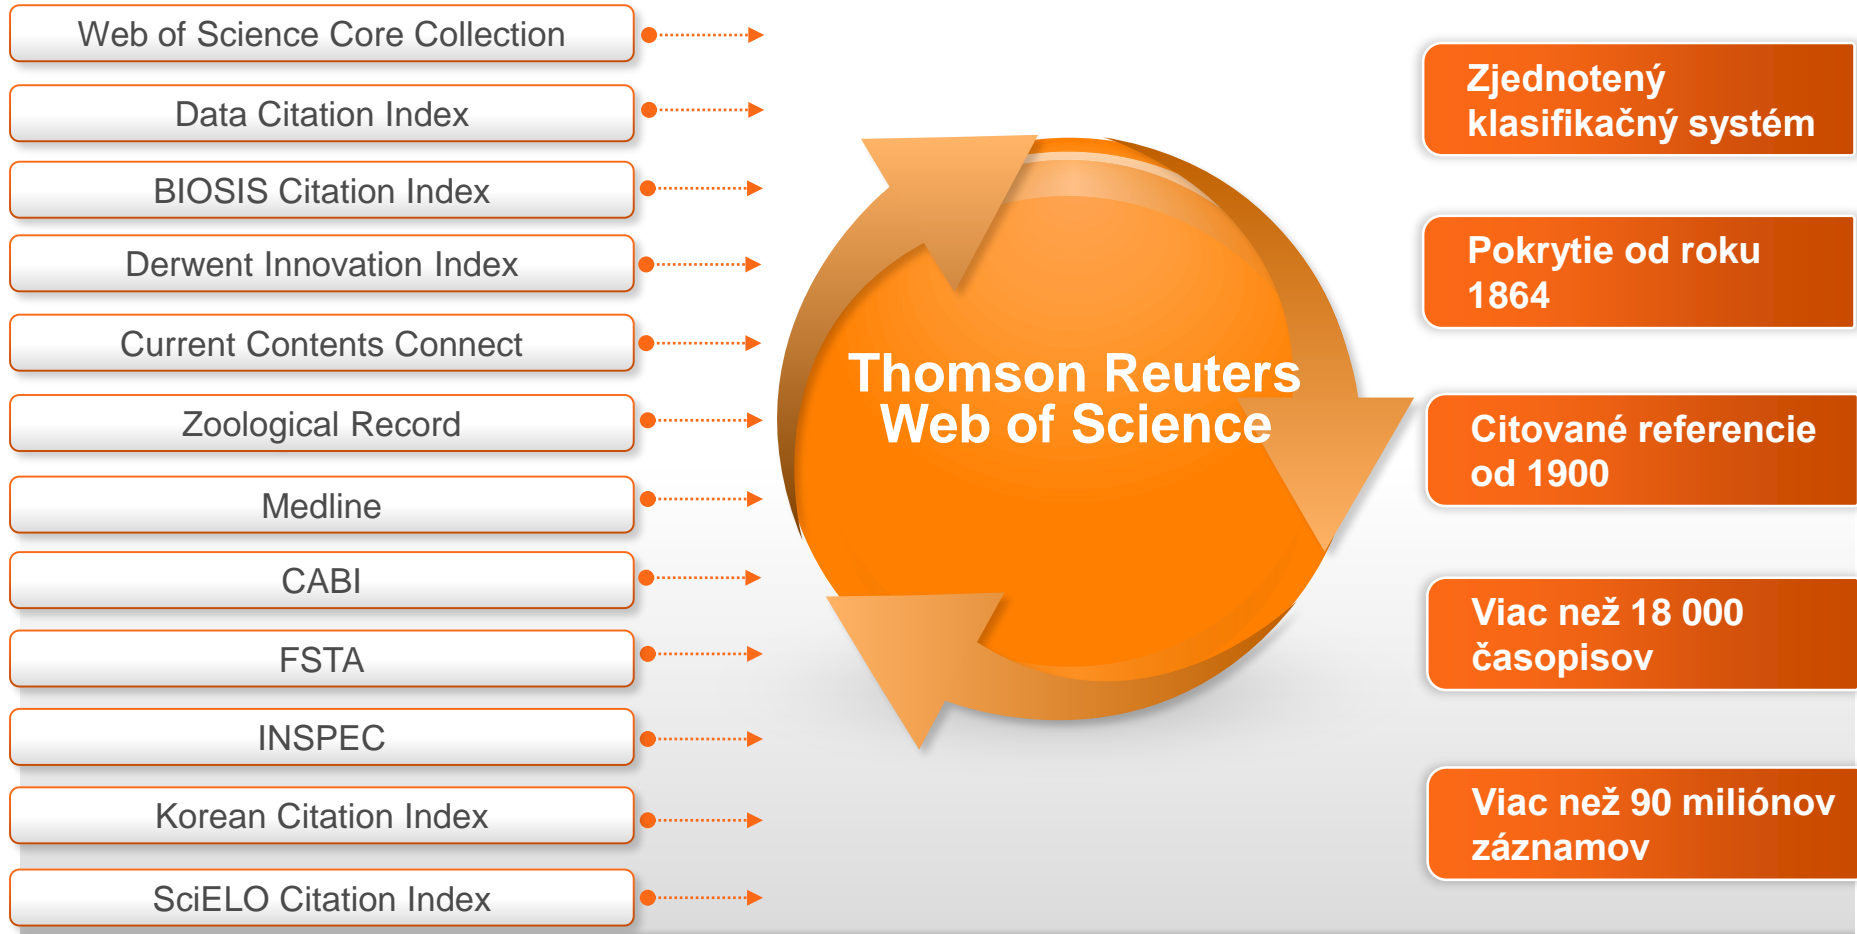 Web of Science Core Collection
Data Citation Index
BIOSIS Citation Index
Derwent Innovation Index
Current Contents Connect
Zoological Record
Medline
CABI
FSTA
INSPEC
Korean Citation Index
SciELO Citation Index
Thomson Reuters
Web of Science
Zjednotený
klasifikačný systém
Pokrytie od roku
1864
Citované referencie
od 1900
Viac než 18 000
časopisov
Viac než 90 miliónov
záznamov